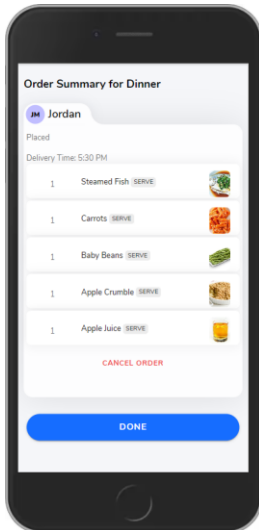 Order Summary for Dinner
JM Jordan
Placed
Delivery Time: 5:30 PM
1 Steamed Fish SERVE
1 Carrots SERVE
1 Baby Beans SERVE
1 Apple Crumble SERVE
1 Apple Juice SERVE
CANCEL ORDER
DONE